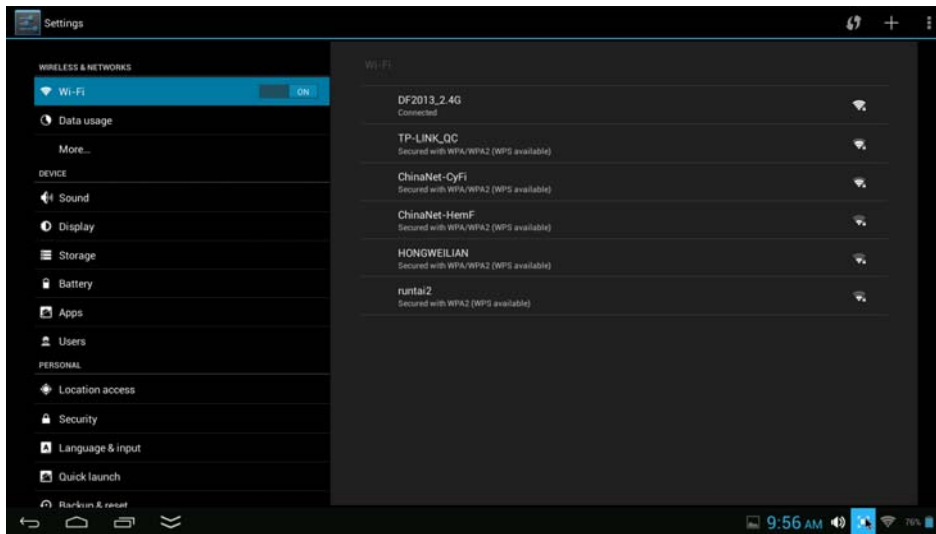 Settings
WIRELESS & NETWORKS
Wi-Fi
ON
Data usage
More...
DEVICE
Sound
Display
Storage
Battery
Apps
Users
PERSONAL
Location access
Security
Language & input
Quick launch
Backup & reset
Wi-Fi
DF2013_2.4G
Connected
TP-LINK_QC
Secured with WPA/WPA2 (WPS available)
ChinaNet-CyFi
Secured with WPA/WPA2 (WPS available)
ChinaNet-HemF
Secured with WPA/WPA2 (WPS available)
HONGWEILIAN
Secured with WPA/WPA2 (WPS available)
runtai2
Secured with WPA2 (WPS available)
9:56 AM
76%